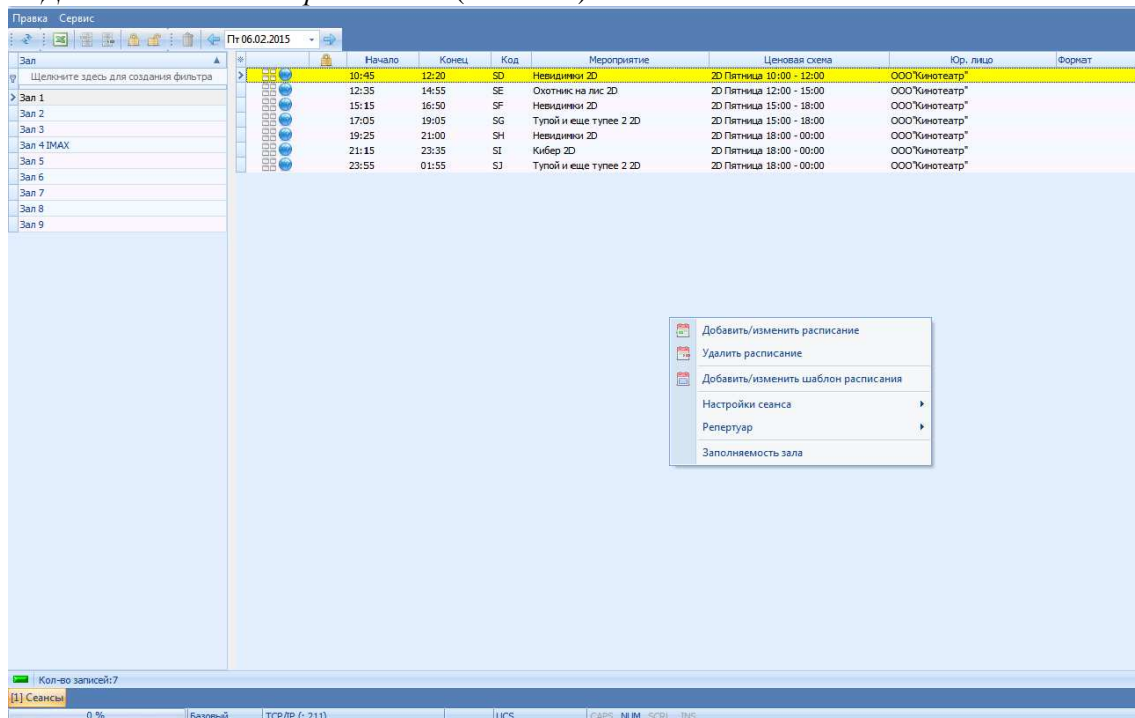 Правка Сервис
Пт 06.02.2015
Зал
Щелкните здесь для создания фильтра
Зал 1
Зал 2
Зал 3
Зал 4 IMAX
Зал 5
Зал 6
Зал 7
Зал 8
Зал 9
Начало Конец Код Мероприятие Ценовая схема Юр. лицо Формат
10:45 12:20 SD Невидимки 2D 2D Пятница 10:00 - 12:00 ООО"Кинотеатр"
12:35 14:55 SE Охотник на лис 2D 2D Пятница 12:00 - 15:00 ООО"Кинотеатр"
15:15 16:50 SF Невидимки 2D 2D Пятница 15:00 - 18:00 ООО"Кинотеатр"
17:05 19:05 SG Тупой и еще тупее 2 2D 2D Пятница 15:00 - 18:00 ООО"Кинотеатр"
19:25 21:00 SH Невидимки 2D 2D Пятница 18:00 - 00:00 ООО"Кинотеатр"
21:15 23:35 SI Кибер 2D 2D Пятница 18:00 - 00:00 ООО"Кинотеатр"
23:55 01:55 SJ Тупой и еще тупее 2 2D 2D Пятница 18:00 - 00:00 ООО"Кинотеатр"
Добавить/изменить расписание
Удалить расписание
Добавить/изменить шаблон расписания
Настройки сеанса
Репертуар
Заполняемость зала
Кол-во записей:7
[1] Сеансы
0 % Базовый TCP/IP (: 211) UCS CAPS NUM SCRL INS